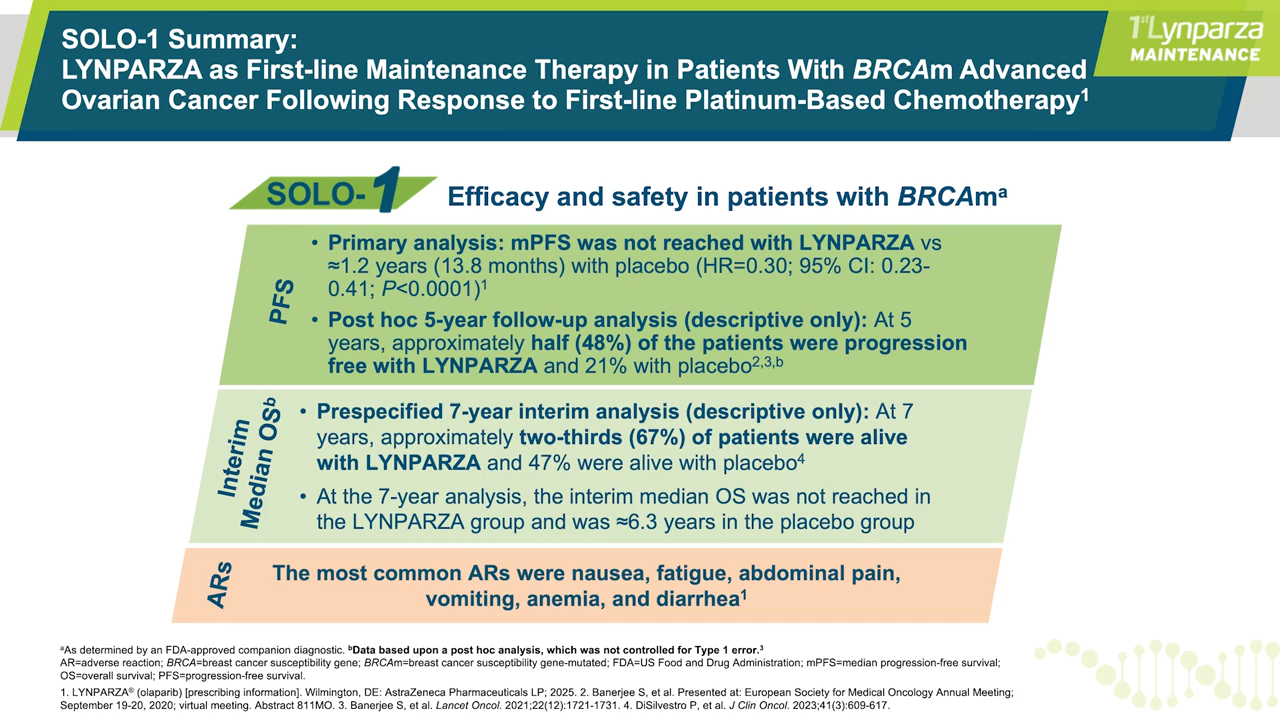 SOLO-1 Summary:
LYNPARZA as First-line Maintenance Therapy in Patients With BRCAm Advanced
Ovarian Cancer Following Response to First-line Platinum-Based Chemotherapy¹
1st Lynparza
MAINTENANCE
SOLO-1
Efficacy and safety in patients with BRCAmᵃ
PFS
• Primary analysis: mPFS was not reached with LYNPARZA vs
≈1.2 years (13.8 months) with placebo (HR=0.30; 95% CI: 0.23-
0.41; P<0.0001)¹
• Post hoc 5-year follow-up analysis (descriptive only): At 5
years, approximately half (48%) of the patients were progression
free with LYNPARZA and 21% with placebo²,³,ᵇ
Interim
Median OSᵇ
• Prespecified 7-year interim analysis (descriptive only): At 7
years, approximately two-thirds (67%) of patients were alive
with LYNPARZA and 47% were alive with placebo⁴
• At the 7-year analysis, the interim median OS was not reached in
the LYNPARZA group and was ≈6.3 years in the placebo group
ARs
The most common ARs were nausea, fatigue, abdominal pain,
vomiting, anemia, and diarrhea¹
ᵃAs determined by an FDA-approved companion diagnostic. ᵇData based upon a post hoc analysis, which was not controlled for Type 1 error.³
AR=adverse reaction; BRCA=breast cancer susceptibility gene; BRCAm=breast cancer susceptibility gene-mutated; FDA=US Food and Drug Administration; mPFS=median progression-free survival;
OS=overall survival; PFS=progression-free survival.
1. LYNPARZA® (olaparib) [prescribing information]. Wilmington, DE: AstraZeneca Pharmaceuticals LP; 2025. 2. Banerjee S, et al. Presented at: European Society for Medical Oncology Annual Meeting;
September 19-20, 2020; virtual meeting. Abstract 811MO. 3. Banerjee S, et al. Lancet Oncol. 2021;22(12):1721-1731. 4. DiSilvestro P, et al. J Clin Oncol. 2023;41(3):609-617.